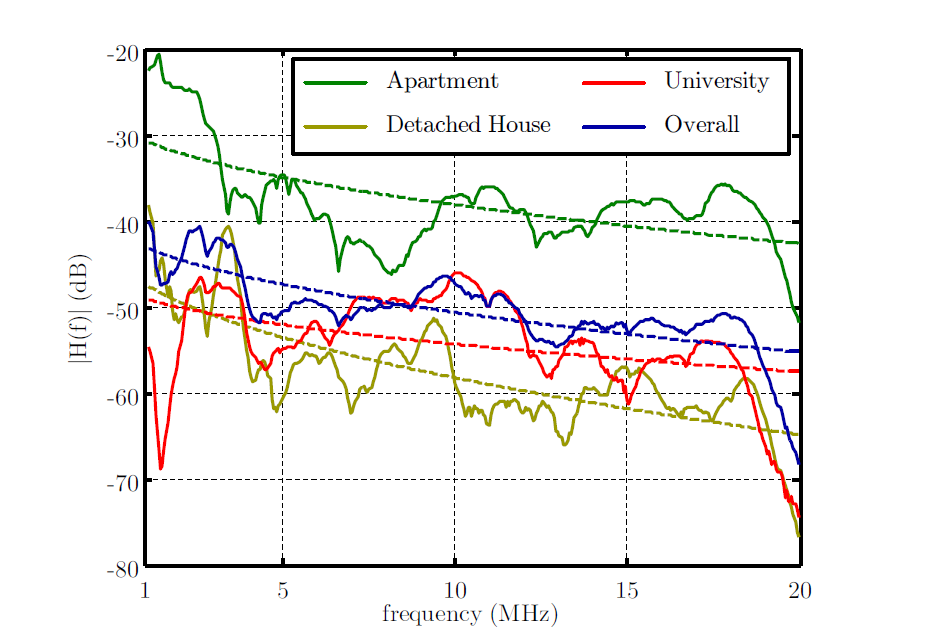 -20
-30
-40
-50
-60
-70
-80
|H(f)| (dB)
Apartment
University
Detached House
Overall
1 5 10 15 20
frequency (MHz)